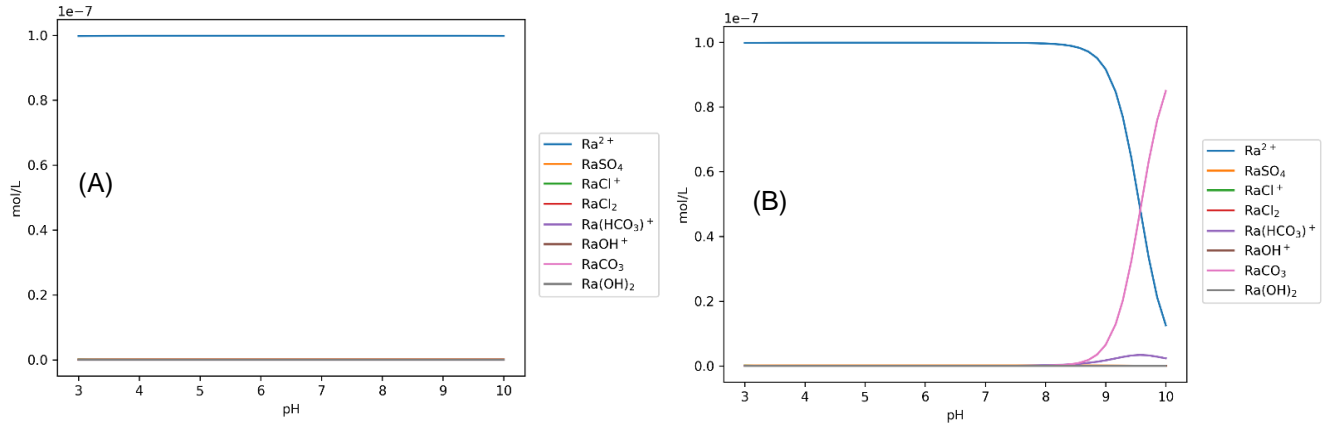 1e−7
1.0
0.8
0.6
0.4
0.2
0.0
mol/L
(A)
3 4 5 6 7 8 9 10
pH
Ra²⁺
RaSO₄
RaCl⁺
RaCl₂
Ra(HCO₃)⁺
RaOH⁺
RaCO₃
Ra(OH)₂
1e−7
1.0
0.8
0.6
0.4
0.2
0.0
mol/L
(B)
3 4 5 6 7 8 9 10
pH
Ra²⁺
RaSO₄
RaCl⁺
RaCl₂
Ra(HCO₃)⁺
RaOH⁺
RaCO₃
Ra(OH)₂